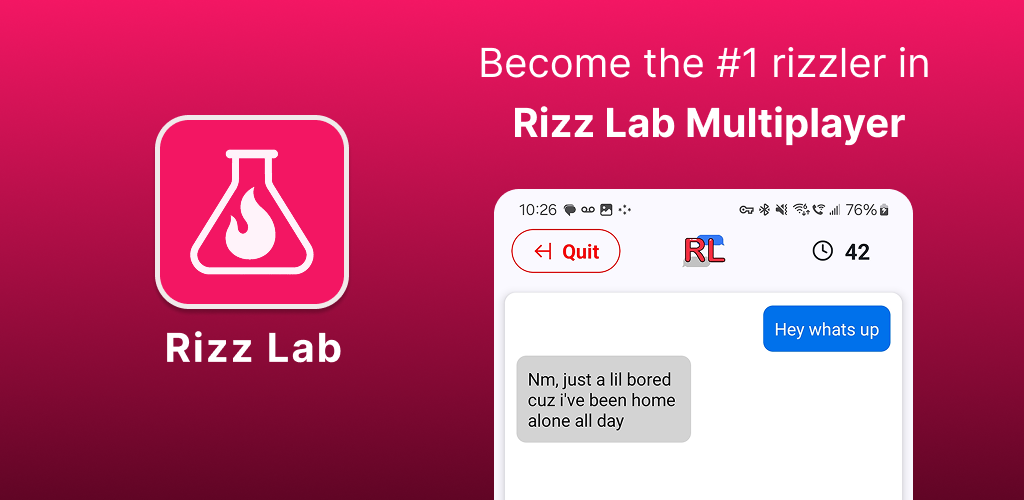 Become the #1 rizzler in
Rizz Lab Multiplayer
Rizz Lab
10:26 76%
Quit RL 42
Hey whats up
Nm, just a lil bored
cuz i've been home
alone all day